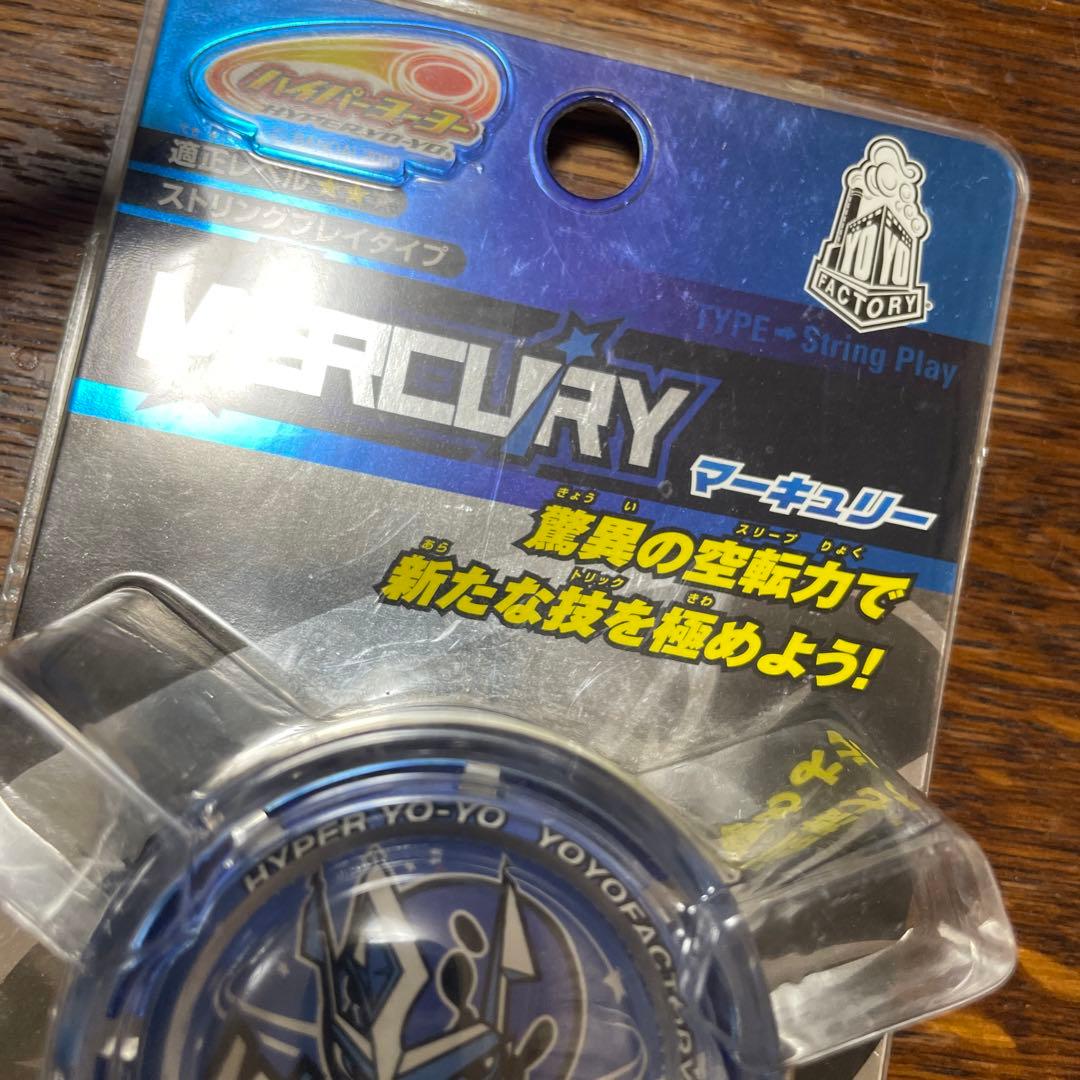 ハイパーヨーヨー
HYPER YO-YO
適正レベル★★
ストリングプレイタイプ
YOYO
FACTORY
TYPE➡String Play
MERCURY
マーキュリー
きょう い スリープ りょく
驚異の空転力で
あら トリック きわ
新たな技を極めよう!
HYPER YO-YO YOYOFACTORY